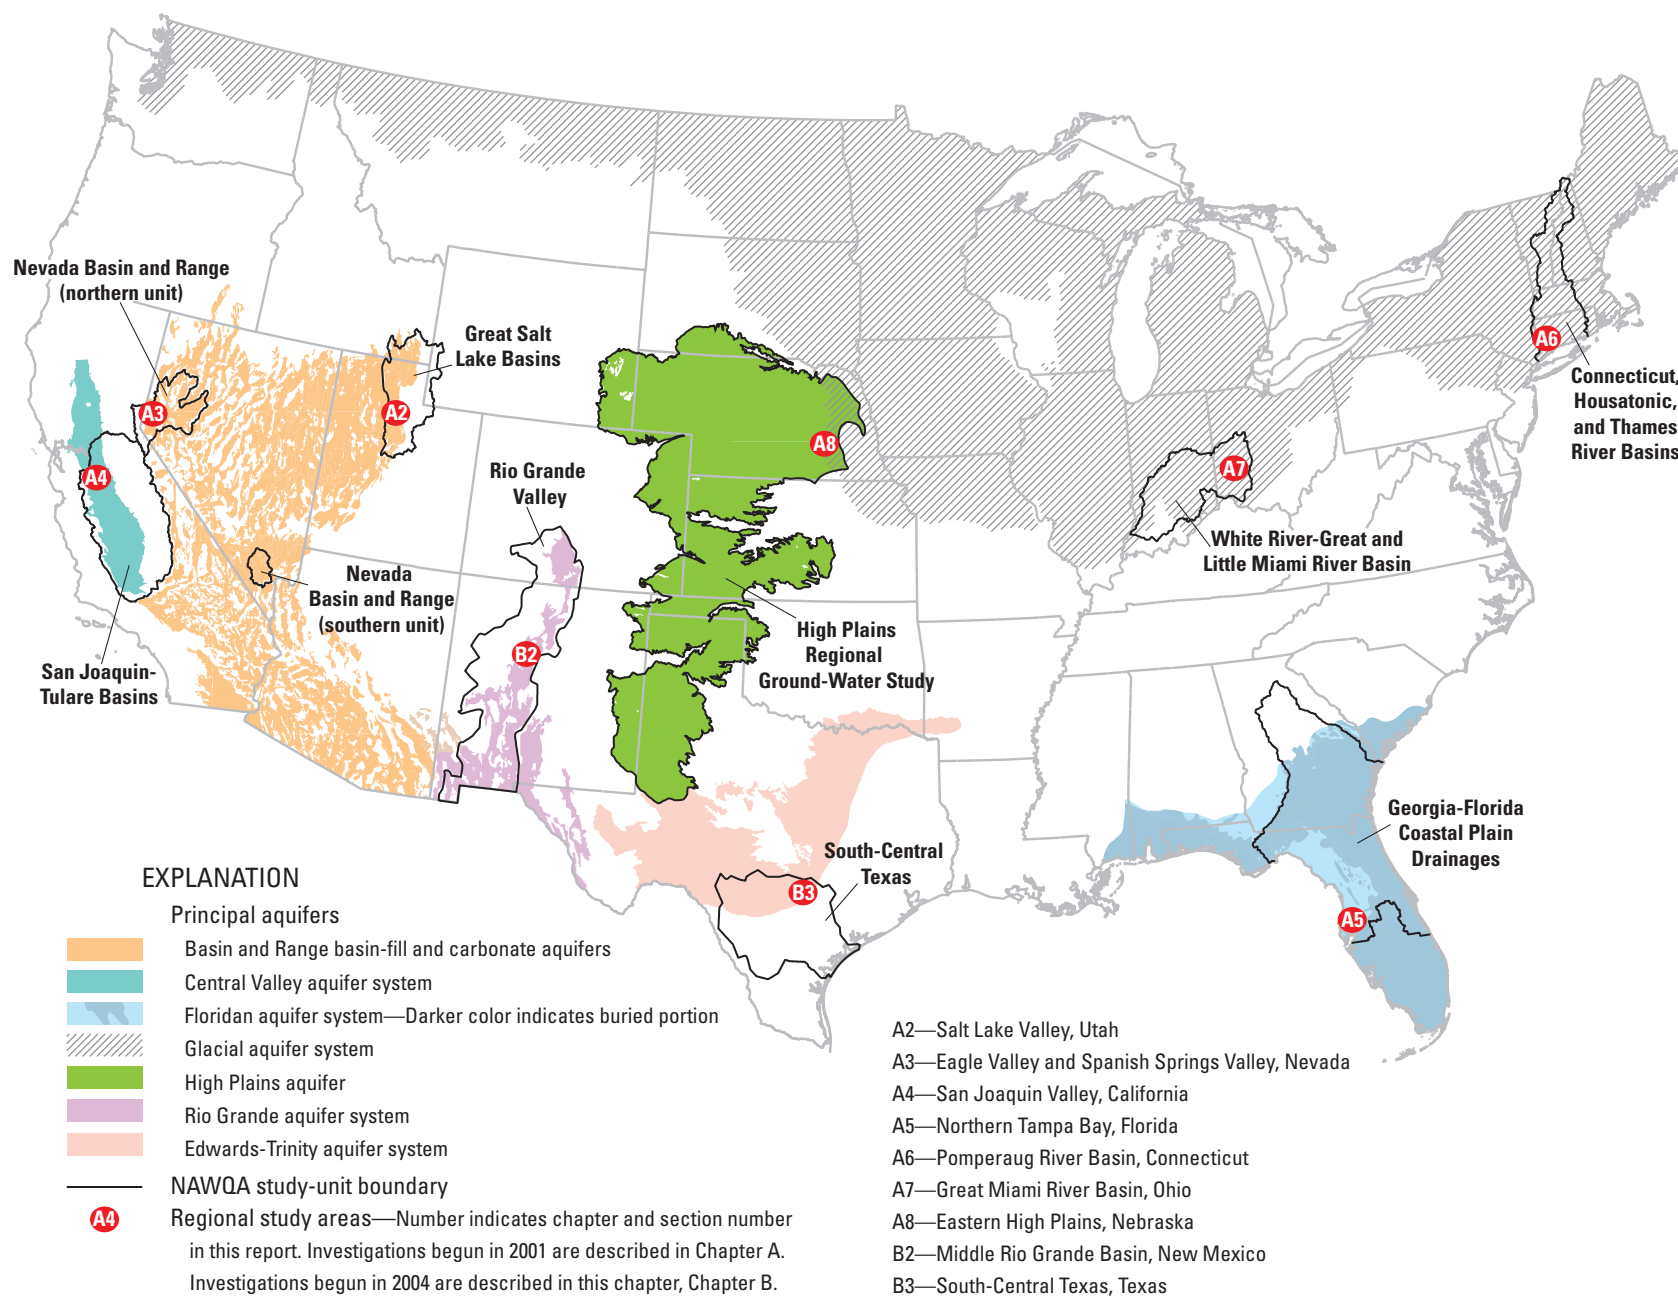 Nevada Basin and Range
(northern unit)
Great Salt
Lake Basins
A3
A2
A4
A8
A7
A6
Connecticut,
Housatonic,
and Thames
River Basins
Rio Grande
Valley
White River-Great and
Little Miami River Basin
Nevada
Basin and Range
(southern unit)
San Joaquin-
Tulare Basins
B2
High Plains
Regional
Ground-Water Study
South-Central
Texas
B3
Georgia-Florida
Coastal Plain
Drainages
A5
EXPLANATION
Principal aquifers
Basin and Range basin-fill and carbonate aquifers
Central Valley aquifer system
Floridan aquifer system—Darker color indicates buried portion
Glacial aquifer system
High Plains aquifer
Rio Grande aquifer system
Edwards-Trinity aquifer system
NAWQA study-unit boundary
A4
Regional study areas—Number indicates chapter and section number
in this report. Investigations begun in 2001 are described in Chapter A.
Investigations begun in 2004 are described in this chapter, Chapter B.
A2—Salt Lake Valley, Utah
A3—Eagle Valley and Spanish Springs Valley, Nevada
A4—San Joaquin Valley, California
A5—Northern Tampa Bay, Florida
A6—Pomperaug River Basin, Connecticut
A7—Great Miami River Basin, Ohio
A8—Eastern High Plains, Nebraska
B2—Middle Rio Grande Basin, New Mexico
B3—South-Central Texas, Texas